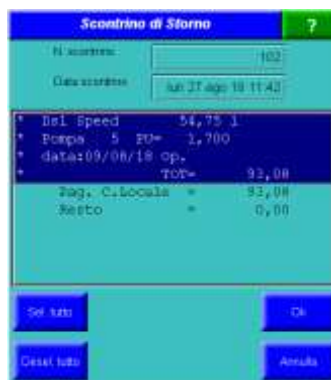 Scontrino di Storno ?
N. scontrino 102
Data scontrino lun 27 ago 18 11:42
* Dsl Speed 54,75 l
* Pompa 5 PU= 1,700
* data:09/08/18 op.
* TOT= 93,08
Pag. C.Locale = 93,08
Resto = 0,00
Sel. tutto Ok
Desel. tutto Annulla